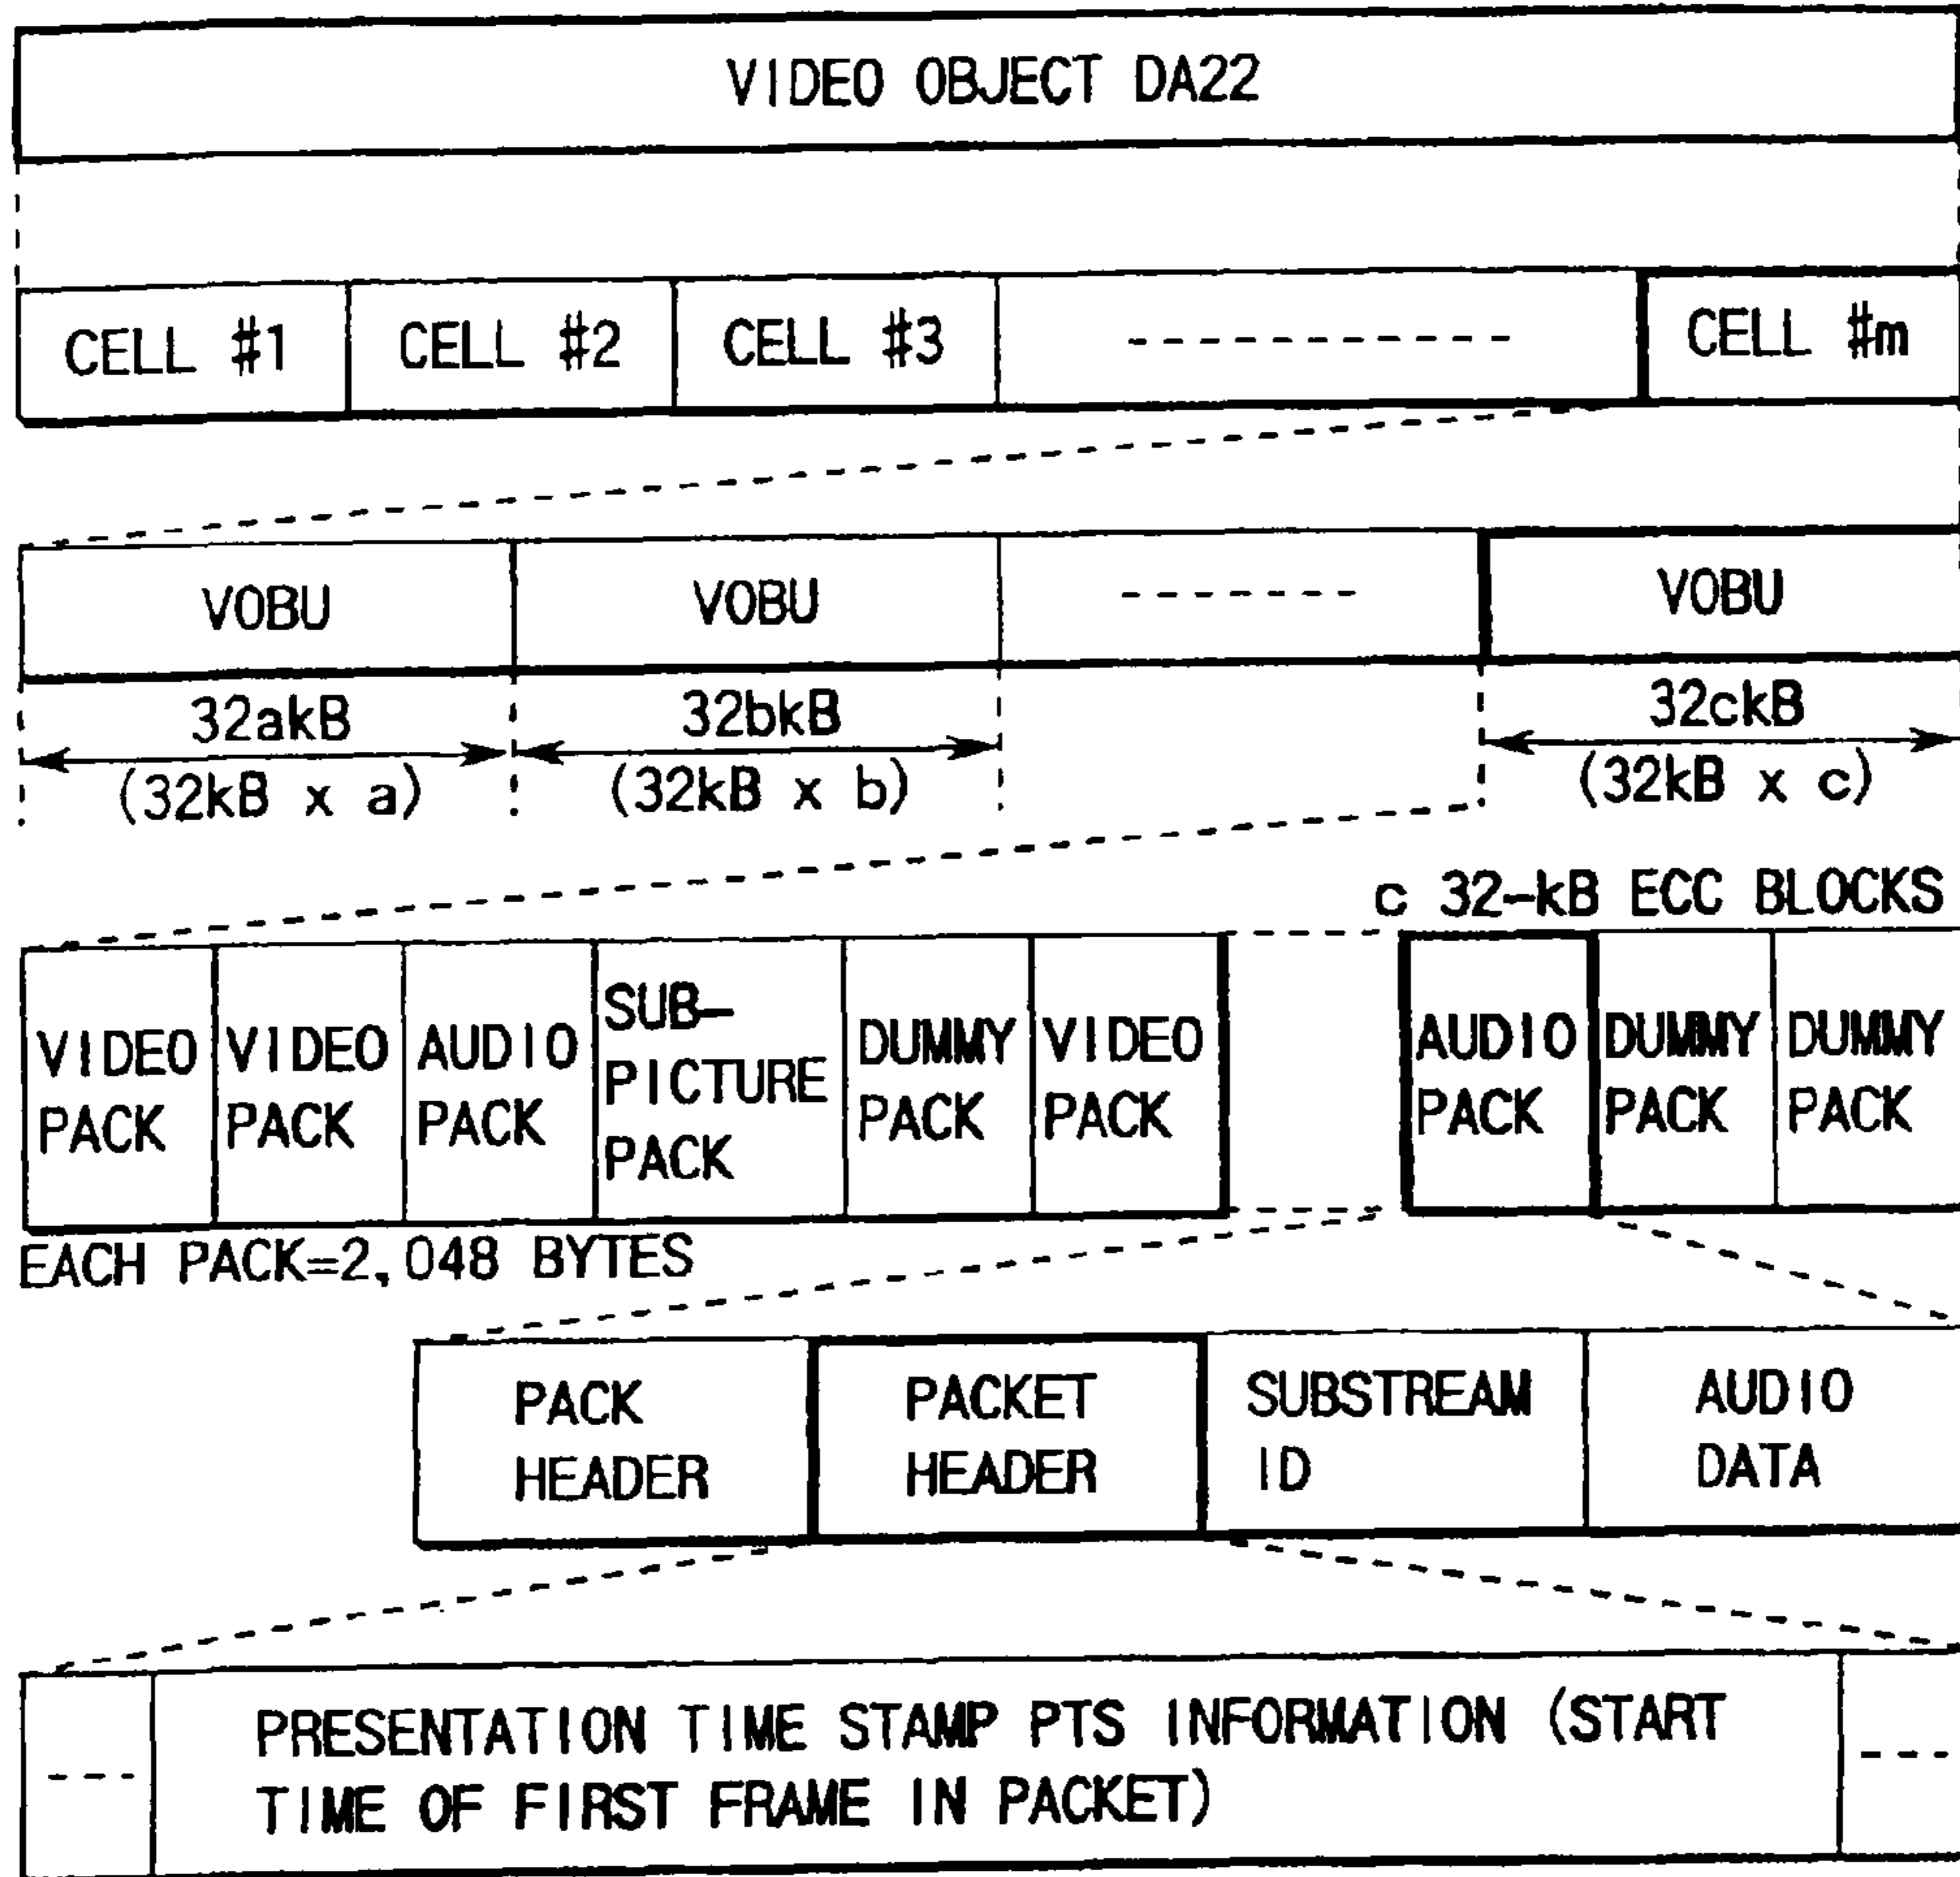 VIDEO OBJECT DA22
CELL #1 CELL #2 CELL #3 ---------- CELL #m
VOBU VOBU ------- VOBU
32akB 32bkB 32ckB
(32kB x a) (32kB x b) (32kB x c)
c 32-kB ECC BLOCKS
VIDEO
PACK
VIDEO
PACK
AUDIO
PACK
SUB-
PICTURE
PACK
DUMMY
PACK
VIDEO
PACK
AUDIO
PACK
DUMMY
PACK
DUMMY
PACK
EACH PACK=2,048 BYTES
PACK
HEADER
PACKET
HEADER
SUBSTREAM
ID
AUDIO
DATA
--- PRESENTATION TIME STAMP PTS INFORMATION (START
TIME OF FIRST FRAME IN PACKET) ---